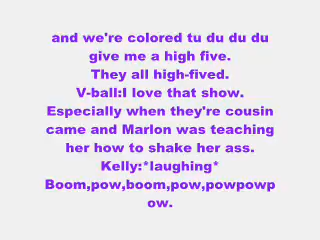 and we're colored tu du du du
give me a high five.
They all high-fived.
V-ball:I love that show.
Especially when they're cousin
came and Marlon was teaching
her how to shake her ass.
Kelly:*laughing*
Boom,pow,boom,pow,powpowp
ow.